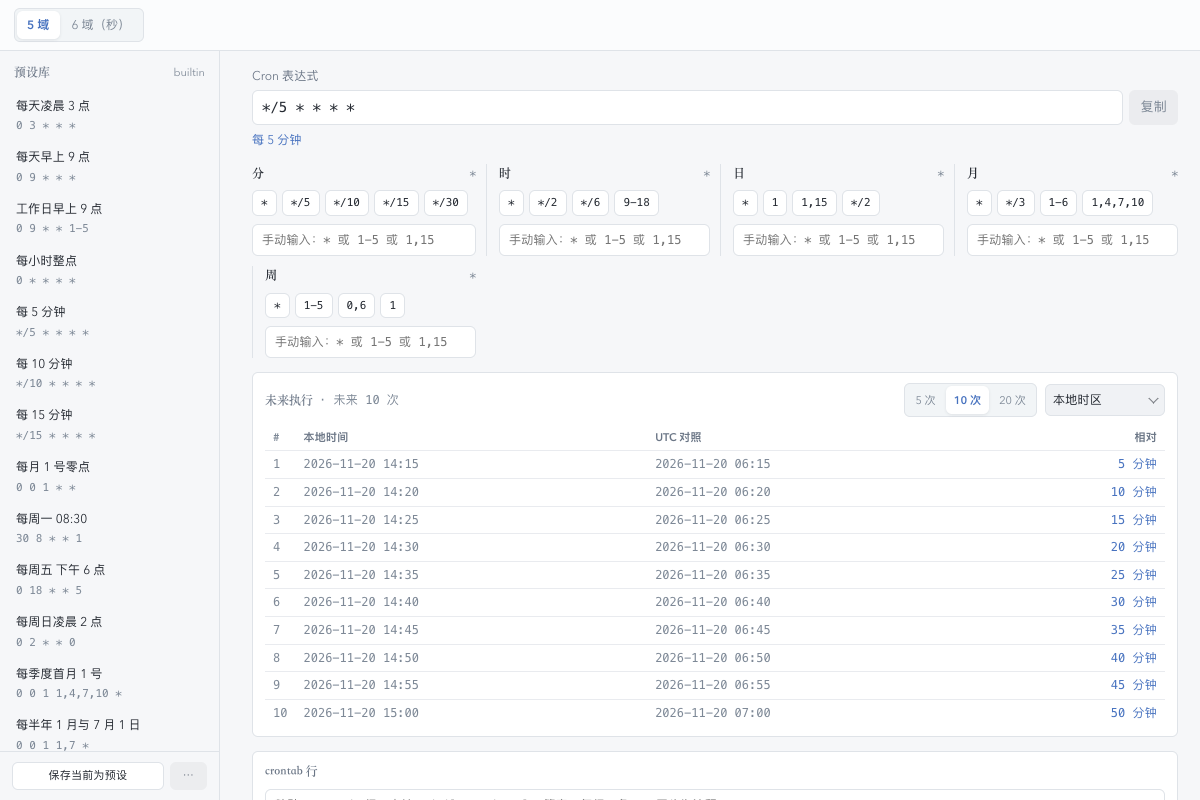 5 域 6 域（秒）
预设库 builtin
每天凌晨 3 点
0 3 * * *
每天早上 9 点
0 9 * * *
工作日早上 9 点
0 9 * * 1-5
每小时整点
0 * * * *
每 5 分钟
*/5 * * * *
每 10 分钟
*/10 * * * *
每 15 分钟
*/15 * * * *
每月 1 号零点
0 0 1 * *
每周一 08:30
30 8 * * 1
每周五 下午 6 点
0 18 * * 5
每周日凌晨 2 点
0 2 * * 0
每季度首月 1 号
0 0 1 1,4,7,10 *
每半年 1 月与 7 月 1 日
0 0 1 1,7 *
保存当前为预设 ...
Cron 表达式
*/5 * * * * 复制
每 5 分钟
分 *
* */5 */10 */15 */30
手动输入: * 或 1-5 或 1,15
时 *
* */2 */6 9-18
手动输入: * 或 1-5 或 1,15
日 *
* 1 1,15 */2
手动输入: * 或 1-5 或 1,15
月 *
* */3 1-6 1,4,7,10
手动输入: * 或 1-5 或 1,15
周 *
* 1-5 0,6 1
手动输入: * 或 1-5 或 1,15
未来执行 · 未来 10 次 5 次 10 次 20 次 本地时区
# 本地时间 UTC 对照 相对
1 2026-11-20 14:15 2026-11-20 06:15 5 分钟
2 2026-11-20 14:20 2026-11-20 06:20 10 分钟
3 2026-11-20 14:25 2026-11-20 06:25 15 分钟
4 2026-11-20 14:30 2026-11-20 06:30 20 分钟
5 2026-11-20 14:35 2026-11-20 06:35 25 分钟
6 2026-11-20 14:40 2026-11-20 06:40 30 分钟
7 2026-11-20 14:45 2026-11-20 06:45 35 分钟
8 2026-11-20 14:50 2026-11-20 06:50 40 分钟
9 2026-11-20 14:55 2026-11-20 06:55 45 分钟
10 2026-11-20 15:00 2026-11-20 07:00 50 分钟
crontab 行